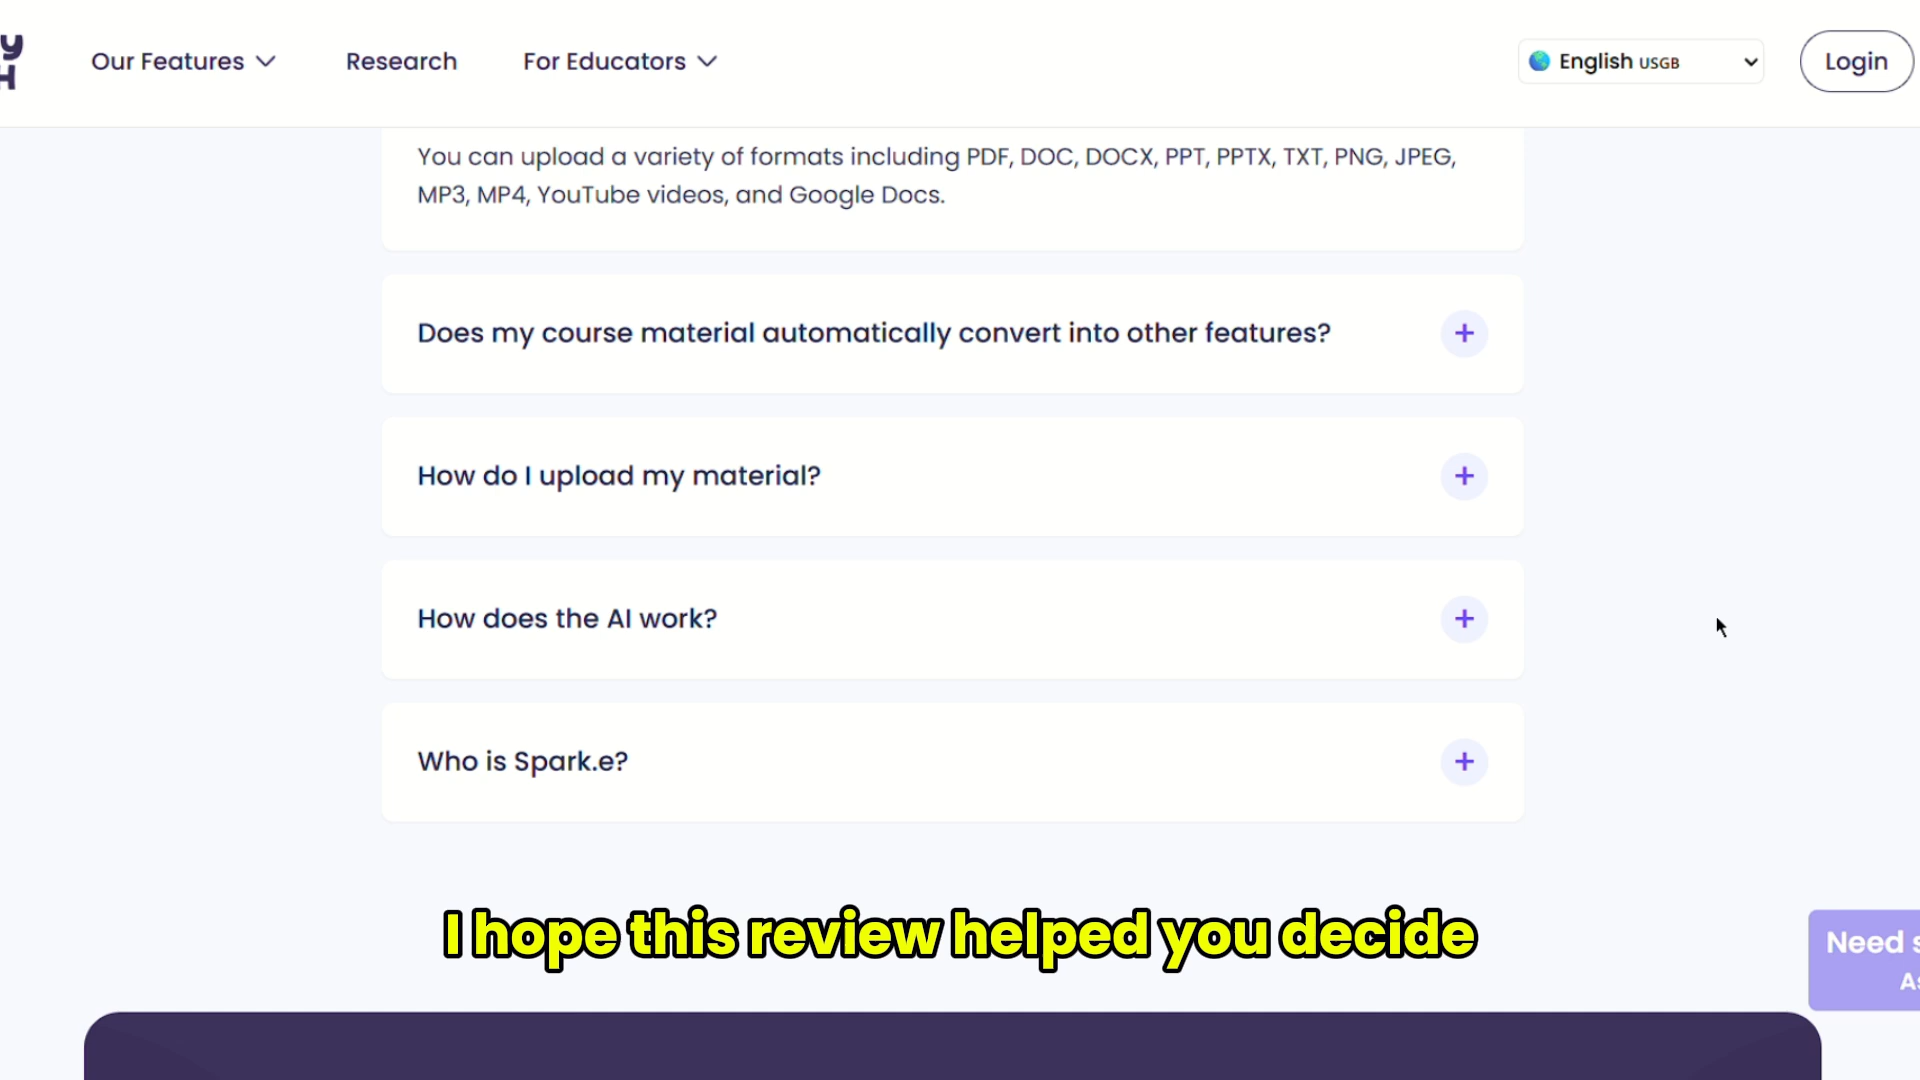 Y
H
Our Features
Research
For Educators
English USGB
Login
You can upload a variety of formats including PDF, DOC, DOCX, PPT, PPTX, TXT, PNG, JPEG,
MP3, MP4, YouTube videos, and Google Docs.
Does my course material automatically convert into other features?
How do I upload my material?
How does the AI work?
Who is Spark.e?
I hope this review helped you decide
Need